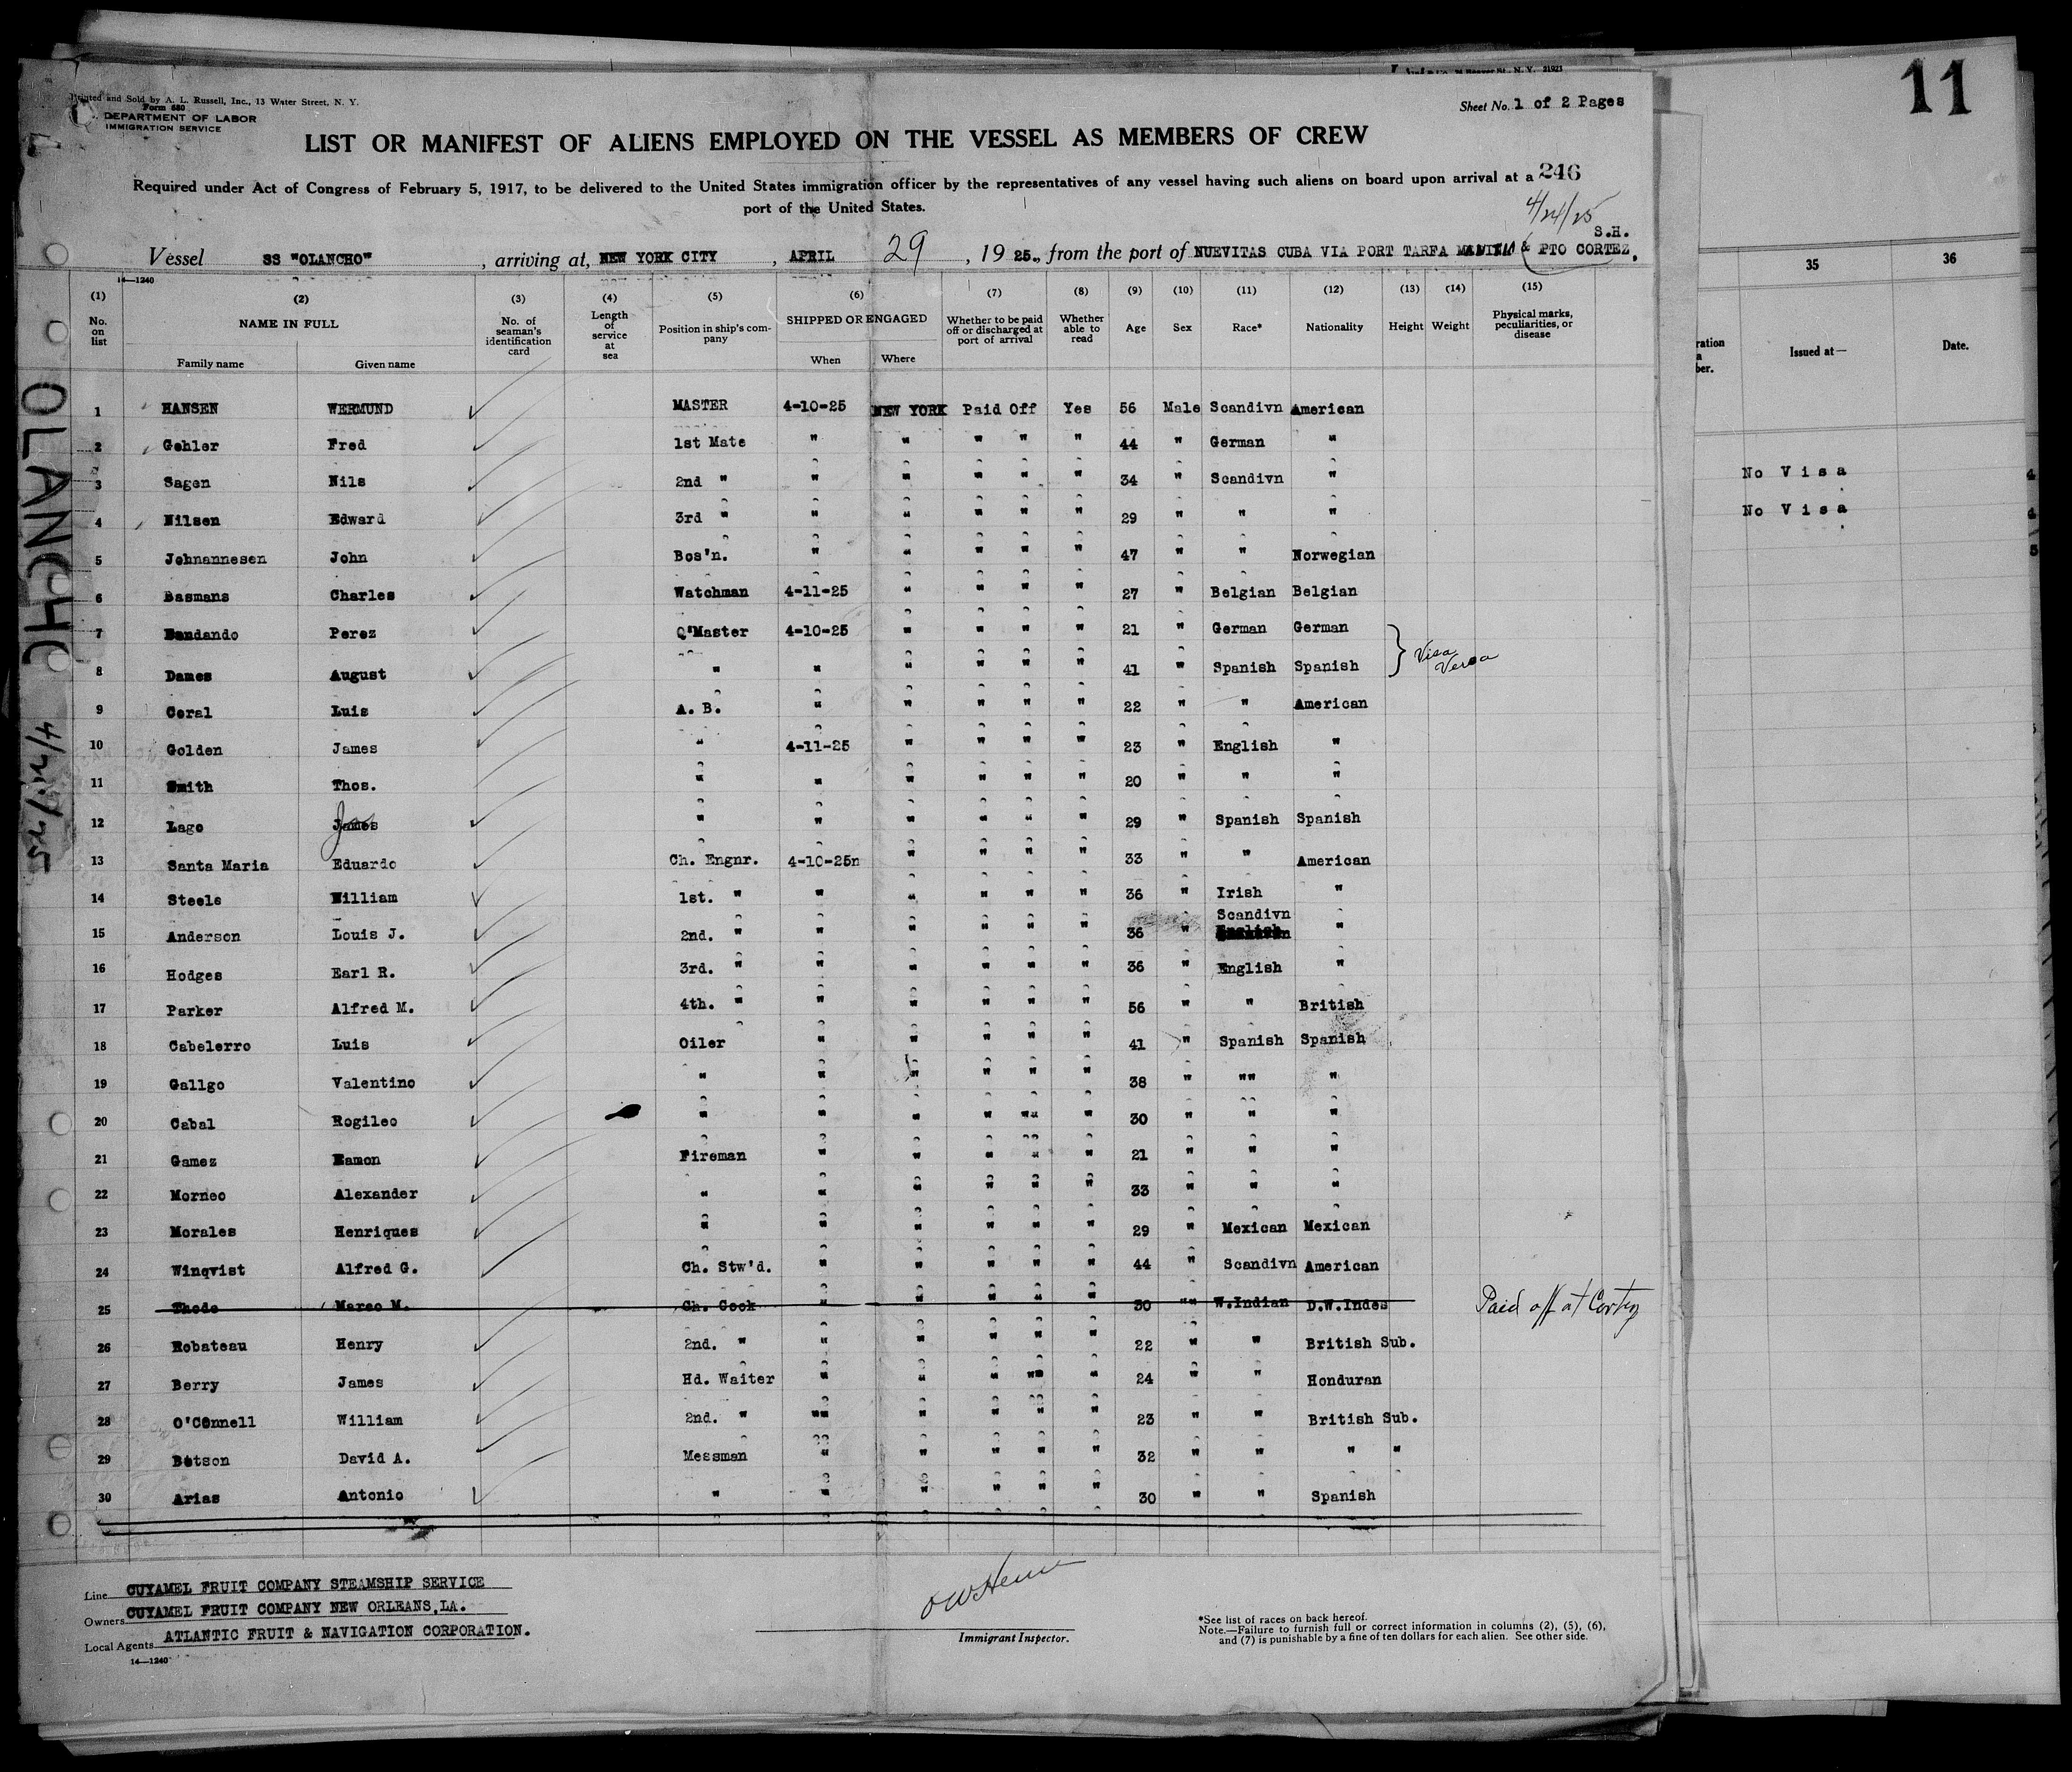 Printed and Sold by A. L. Russell, Inc., 13 Water Street, N. Y.
Form 680
DEPARTMENT OF LABOR
IMMIGRATION SERVICE
Sheet No. 1 of 2 Pages
11
LIST OR MANIFEST OF ALIENS EMPLOYED ON THE VESSEL AS MEMBERS OF CREW
246
Required under Act of Congress of February 5, 1917, to be delivered to the United States immigration officer by the representatives of any vessel having such aliens on board upon arrival at a
port of the United States.
S.H.
Vessel SS "OLANCHO", arriving at, NEW YORK CITY, APRIL 29, 1925., from the port of NUEVITAS CUBA VIA PORT TARFA & PTO CORTEZ.
14—1240
(1) (2) (3) (4) (5) (6) (7) (8) (9) (10) (11) (12) (13) (14) (15) 35 36
No. on list NAME IN FULL Family name Given name No. of seaman's identification card Length of service at sea Position in ship's company SHIPPED OR ENGAGED When Where Whether to be paid off or discharged at port of arrival Whether able to read Age Sex Race* Nationality Height Weight Physical marks, peculiarities, or disease Issued at— Date.
1 HANSEN WERMUND MASTER 4-10-25 NEW YORK Paid Off Yes 56 Male Scandivn American
2 Gehler Fred 1st Mate " " " " " 44 " German "
3 Sagen Nils 2nd " " " " " " 34 " Scandivn " No Visa
4 Nilsen Edward 3rd " " " " " " 29 " " " No Visa
5 Johnannesen John Bos'n. " " " " " 47 " " Norwegian
6 Basmans Charles Watchman 4-11-25 " " " " 27 " Belgian Belgian
7 Bandando Perez Q'Master 4-10-25 " " " " 21 " German German
8 Dames August " " " " " " 41 " Spanish Spanish } Visa Versa
9 Coral Luis A. B. " " " " " 22 " " American
10 Golden James " 4-11-25 " " " " 23 " English "
11 Smith Thos. " " " " " " 20 " " "
12 Lago James " " " " " " 29 " Spanish Spanish
13 Santa Maria Eduardo Ch. Engnr. 4-10-25n " " " " 33 " " American
14 Steele William 1st. " " " " " " 36 " Irish "
15 Anderson Louis J. 2nd. " " " " " " 36 " Scandivn "
16 Hodges Earl R. 3rd. " " " " " " 36 " English "
17 Parker Alfred M. 4th. " " " " " " 56 " " British
18 Cabelerro Luis Oiler " " " " " 41 " Spanish Spanish
19 Gallgo Valentino " " " " " " 38 " "" "
20 Cabal Rogileo " " " " "" " 30 " " "
21 Gamez Ramon Fireman " " " " " 21 " " "
22 Morneo Alexander " " " " " " 33 " " "
23 Morales Henriques " " " " " " 29 " Mexican Mexican
24 Winqvist Alfred G. Ch. Stw'd. " " " " " 44 " Scandivn American
25 Thode Marso M. Ch. Cook " " " " " 30 "" W.Indian D.W.Indes Paid off at Cortez
26 Robateau Henry 2nd. " " " " " " 22 " " British Sub.
27 Berry James Hd. Waiter " " " "" " 24 " " Honduran
28 O'Connell William 2nd. " "" " " " " 23 " " British Sub.
29 Batson David A. Messman " " " " " 32 " " " "
30 Arias Antonio " " " " " " 30 " " Spanish
OLANCHO
Line CUYAMEL FRUIT COMPANY STEAMSHIP SERVICE
Owners CUYAMEL FRUIT COMPANY NEW ORLEANS, LA.
Local Agents ATLANTIC FRUIT & NAVIGATION CORPORATION.
14—1240
Immigrant Inspector.
*See list of races on back hereof.
Note.—Failure to furnish full or correct information in columns (2), (5), (6),
and (7) is punishable by a fine of ten dollars for each alien. See other side.